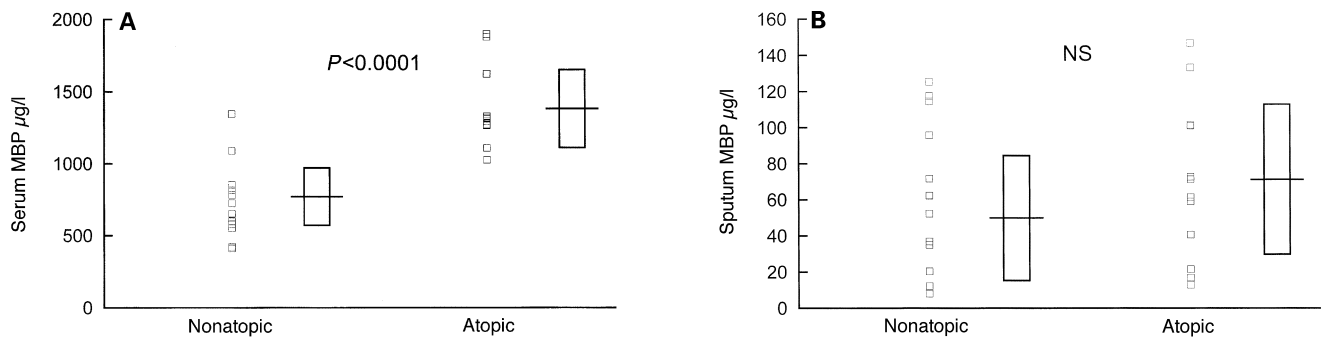 A
P<0.0001
Serum MBP µg/l
2000
1500
1000
500
0
Nonatopic
Atopic
B
NS
Sputum MBP µg/l
160
140
120
100
80
60
40
20
0
Nonatopic
Atopic